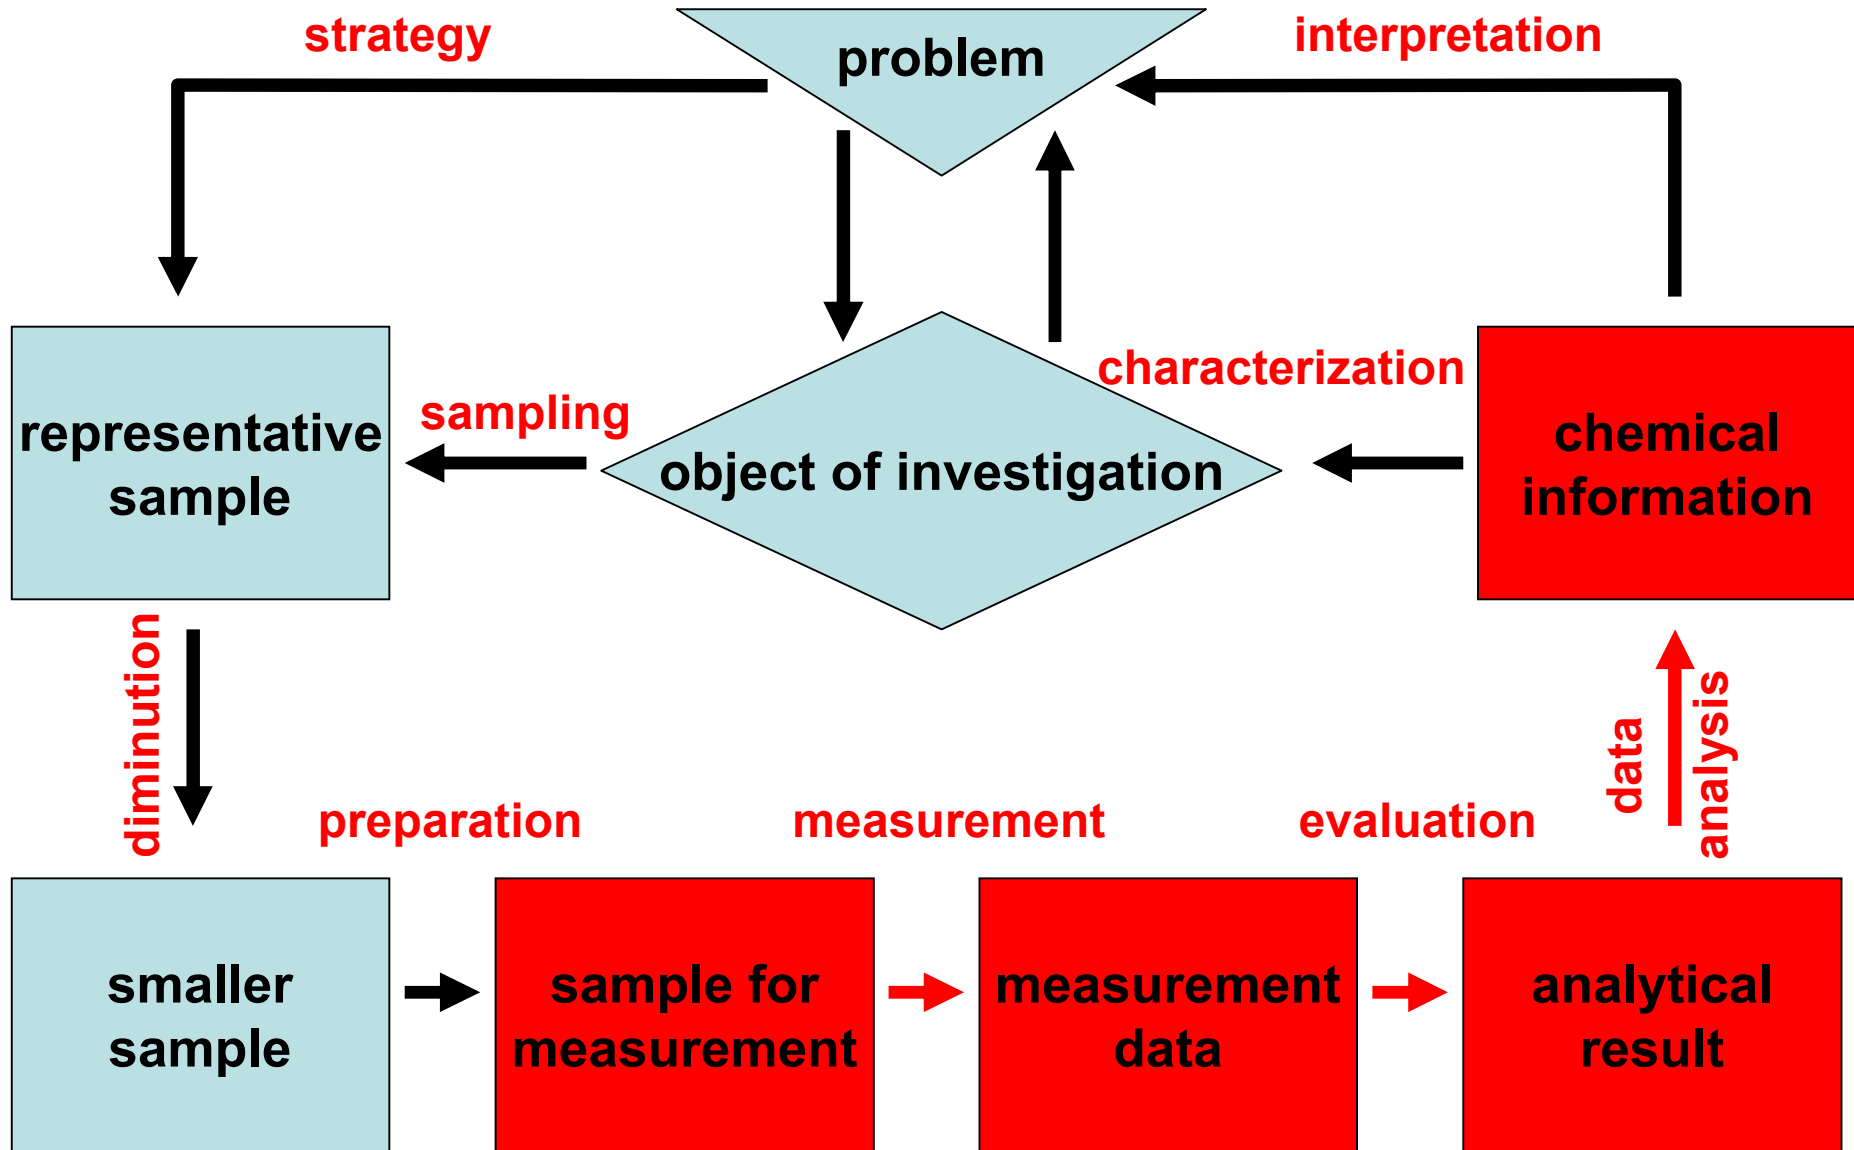 strategy
problem
interpretation
representative
sample
sampling
object of investigation
characterization
chemical
information
diminution
preparation
measurement
evaluation
data
analysis
smaller
sample
sample for
measurement
measurement
data
analytical
result